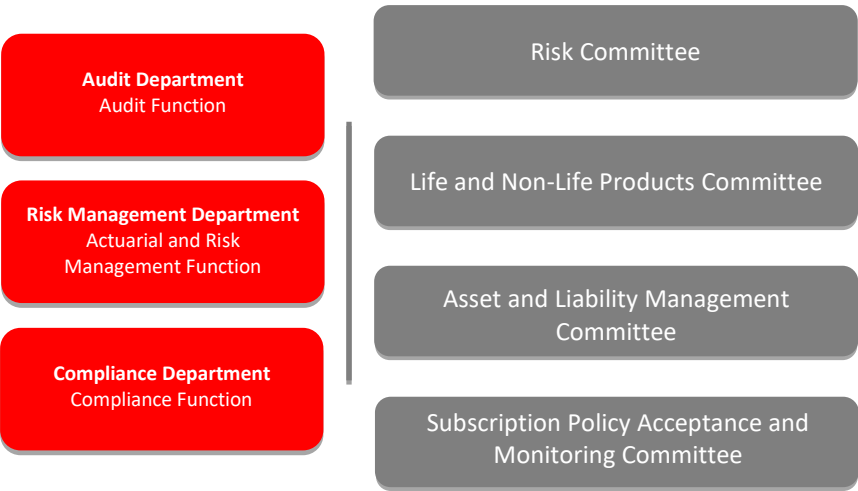 Audit Department
Audit Function
Risk Management Department
Actuarial and Risk
Management Function
Compliance Department
Compliance Function
Risk Committee
Life and Non-Life Products Committee
Asset and Liability Management
Committee
Subscription Policy Acceptance and
Monitoring Committee